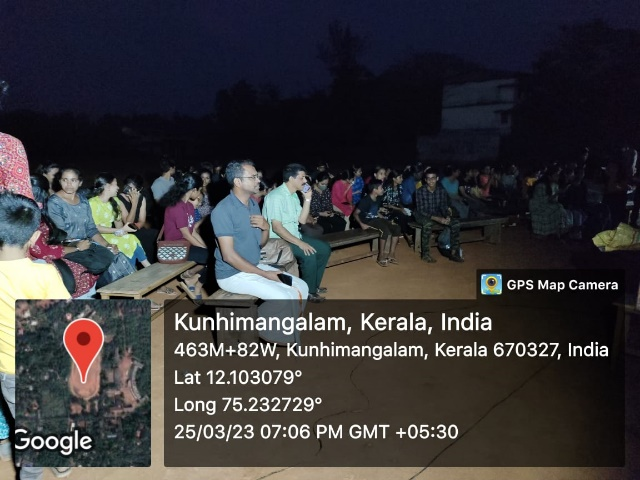 GPS Map Camera
Kunhimangalam, Kerala, India
463M+82W, Kunhimangalam, Kerala 670327, India
Lat 12.103079°
Long 75.232729°
25/03/23 07:06 PM GMT +05:30
Google